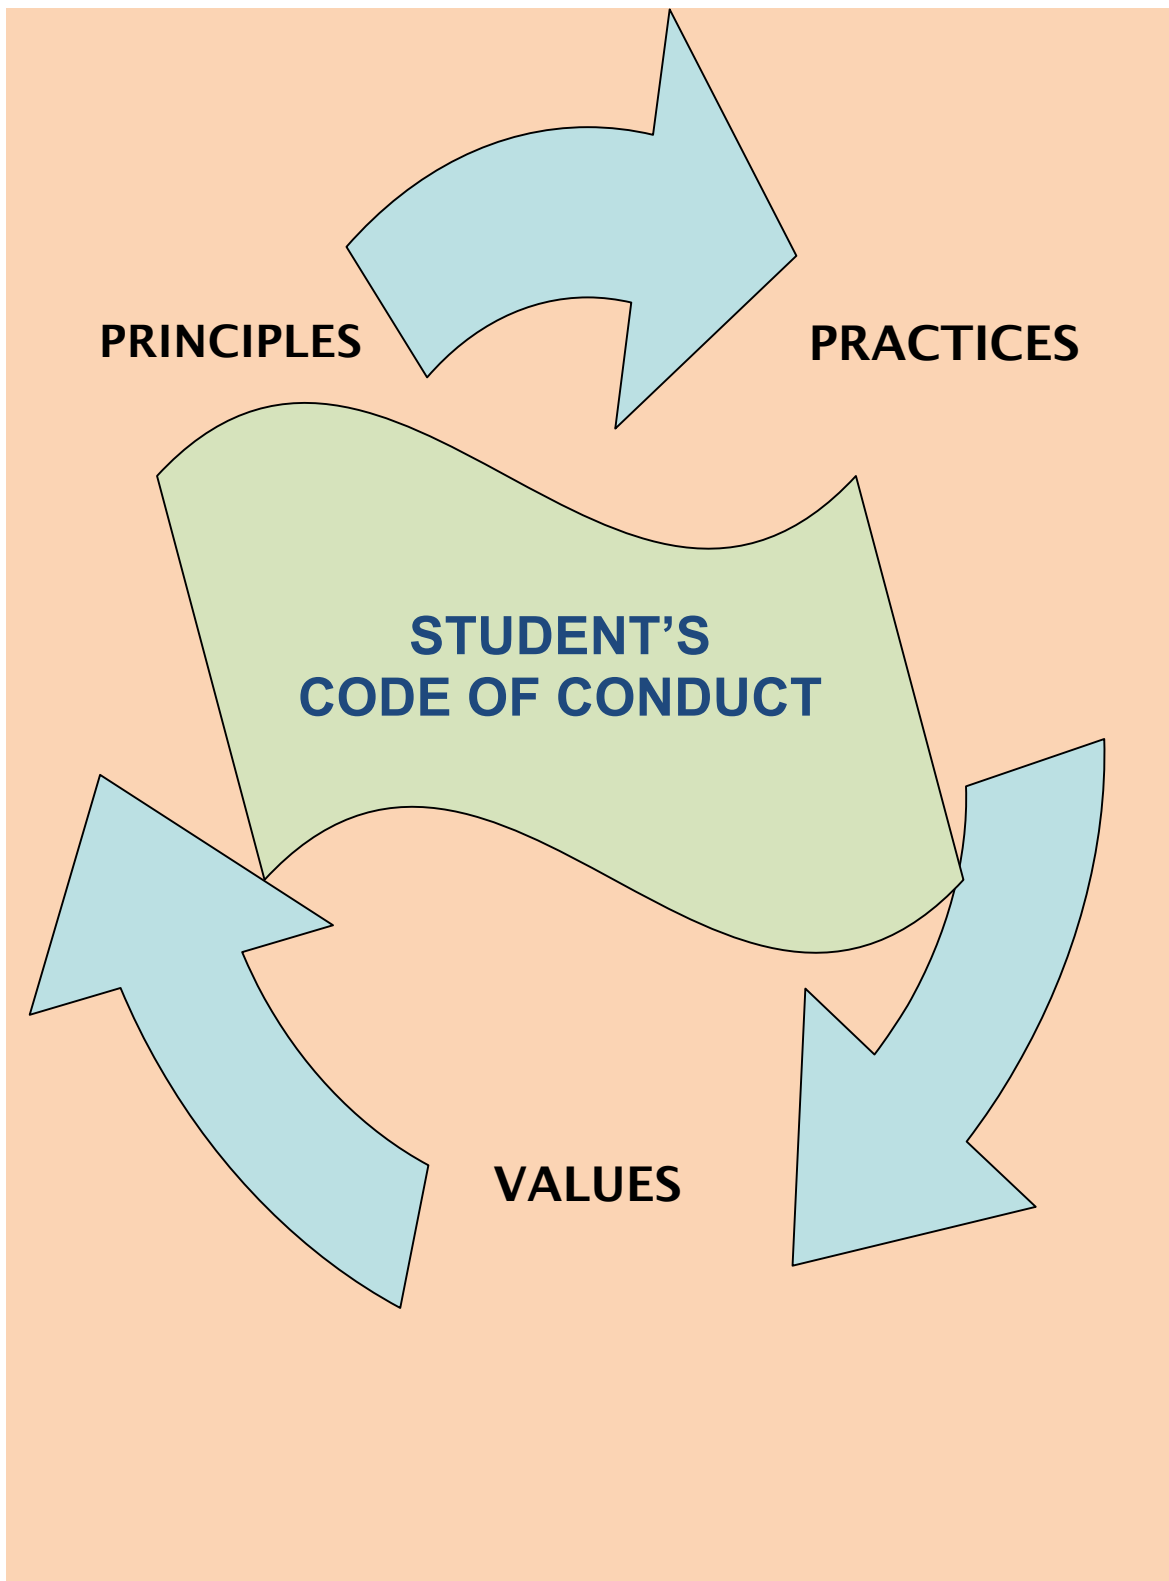 PRINCIPLES
PRACTICES
STUDENT’S
CODE OF CONDUCT
VALUES